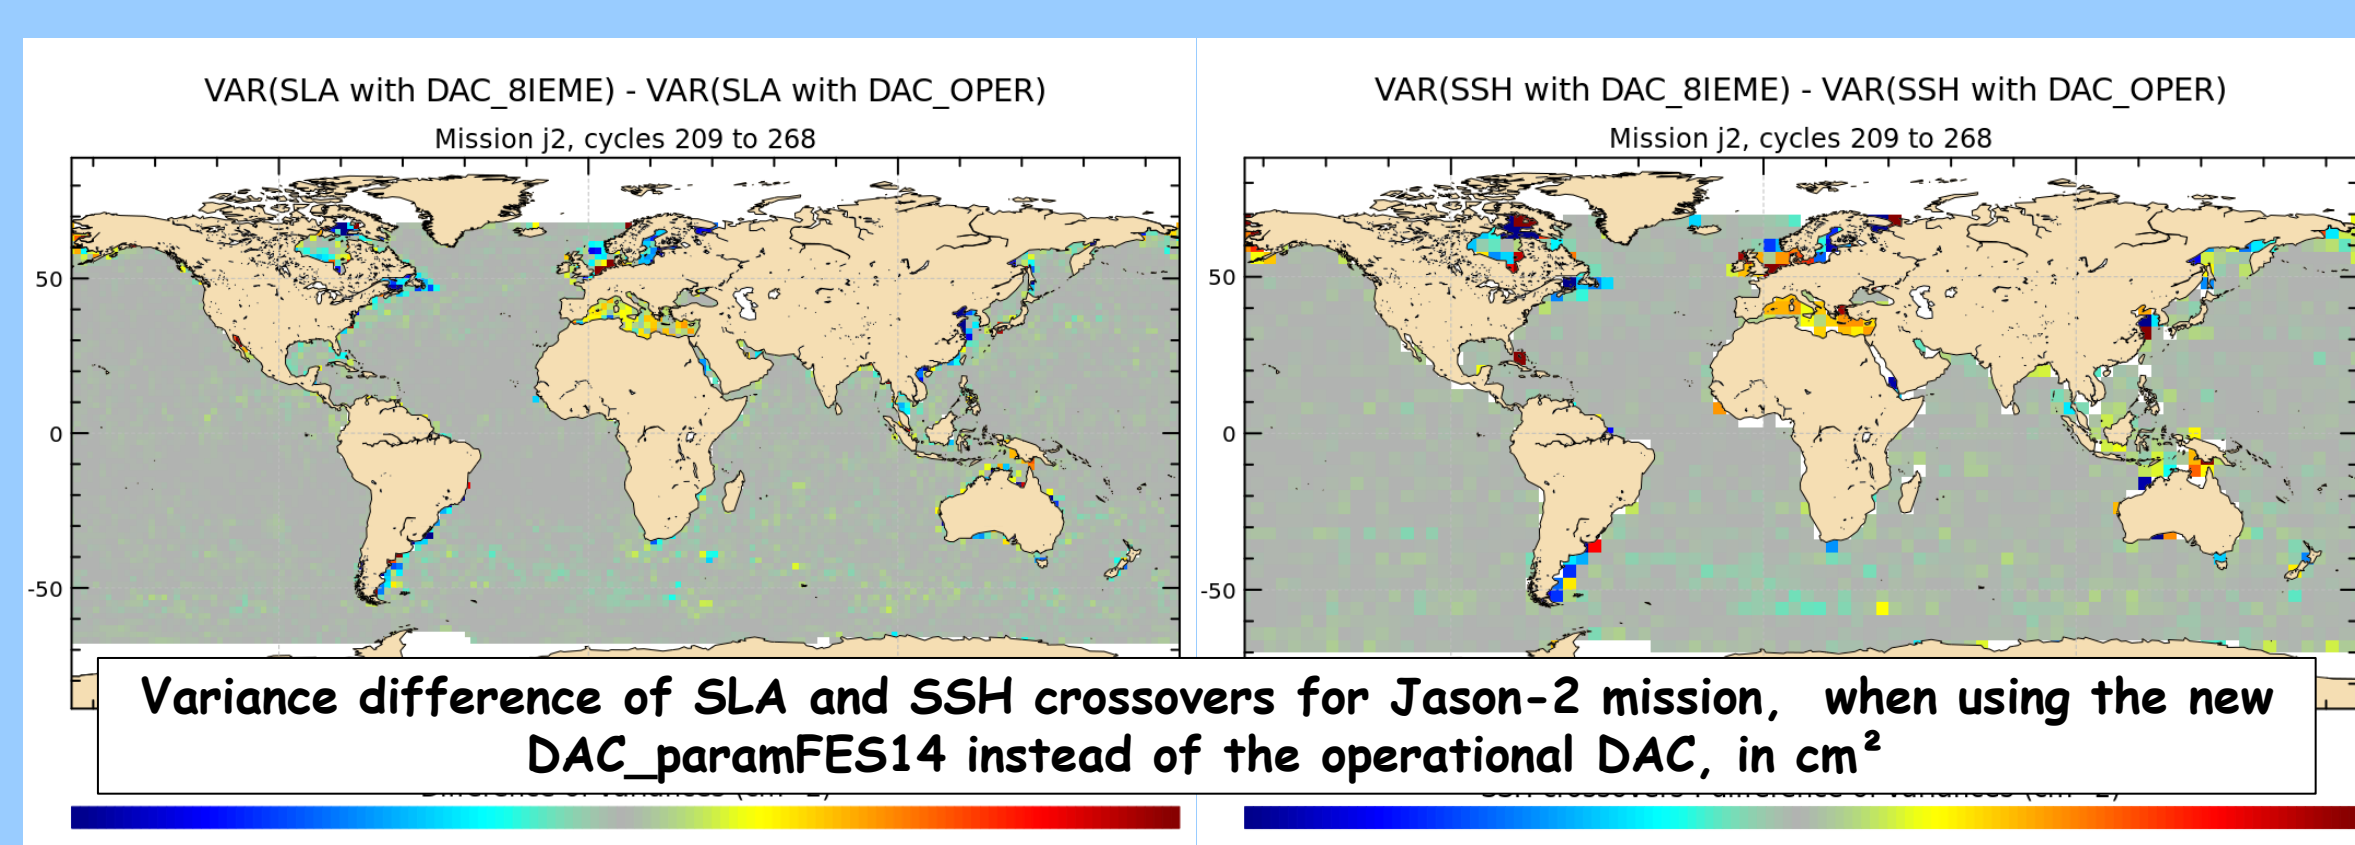 VAR(SLA with DAC_8IEME) - VAR(SLA with DAC_OPER)
Mission j2, cycles 209 to 268
50
0
-50
VAR(SSH with DAC_8IEME) - VAR(SSH with DAC_OPER)
Mission j2, cycles 209 to 268
50
0
-50
Variance difference of SLA and SSH crossovers for Jason-2 mission, when using the new
DAC_paramFES14 instead of the operational DAC, in cm²